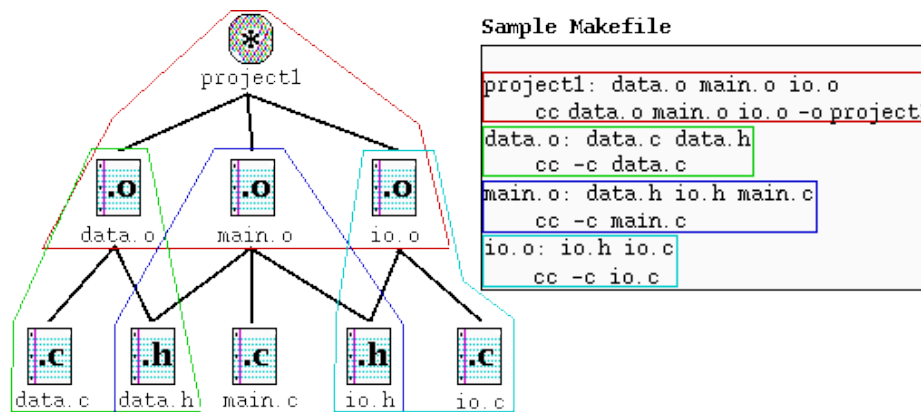 Sample Makefile
*
project1
project1: data.o main.o io.o
cc data.o main.o io.o -o project
data.o: data.c data.h
cc -c data.c
main.o: data.h io.h main.c
cc -c main.c
io.o: io.h io.c
cc -c io.c
.o .o .o
data.o main.o io.o
.c .h .c .h .c
data.c data.h main.c io.h io.c